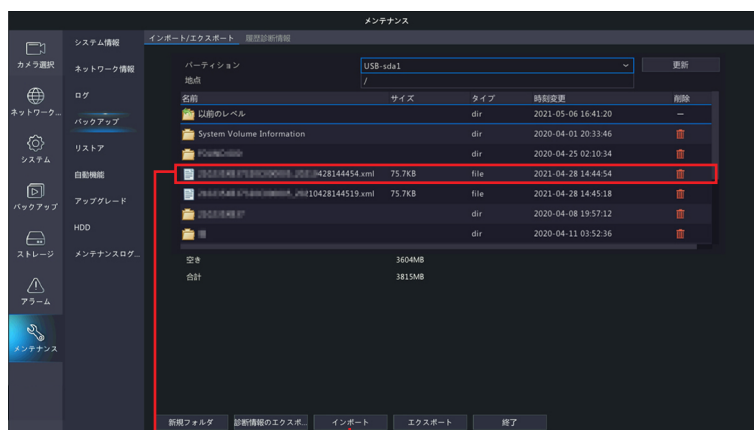 メンテナンス
カメラ選択
ネットワーク...
システム
バックアップ
ストレージ
アラーム
メンテナンス
システム情報
ネットワーク情報
ログ
バックアップ
リストア
自動機能
アップグレード
HDD
メンテナンスログ...
インポート/エクスポート 履歴診断情報
パーティション USB-sda1 更新
地点 /
名前 サイズ タイプ 時刻変更 削除
以前のレベル dir 2021-05-06 16:41:20 −
System Volume Information dir 2020-04-01 20:33:46
dir 2020-04-25 02:10:34
428144454.xml 75.7KB file 2021-04-28 14:44:54
10428144519.xml 75.7KB file 2021-04-28 14:45:18
dir 2020-04-08 19:57:12
dir 2020-04-11 03:52:36
空き 3604MB
合計 3815MB
新規フォルダ 診断情報のエクスポ... インポート エクスポート 終了